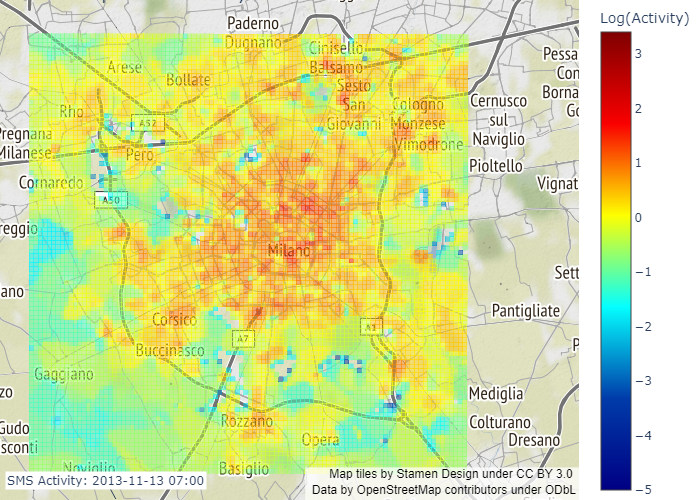 Paderno
Dugnano
Cinisello
Balsamo
Arese
Bollate
Sesto
San
Giovanni
Rho
Cologno
Monzese
Vimodrone
Cernusco
sul
Naviglio
Pessa
Con
Borna
Go
A52
Pregnana
Milanese
Pero
Pioltello
Cornaredo
A50
Vignat
reggio
Milano
Sett
ano
Pantigliate
Corsico
A1
A7
P
Buccinasco
Gaggiano
zo
Mediglia
Rozzano
Colturano
Gudo
sconti
Opera
Dresano
Noviglio
Basiglio
SMS Activity: 2013-11-13 07:00
Map tiles by Stamen Design under CC BY 3.0
Data by OpenStreetMap contributors under ODbL
Log(Activity)
3
2
1
0
−1
−2
−3
−4
−5